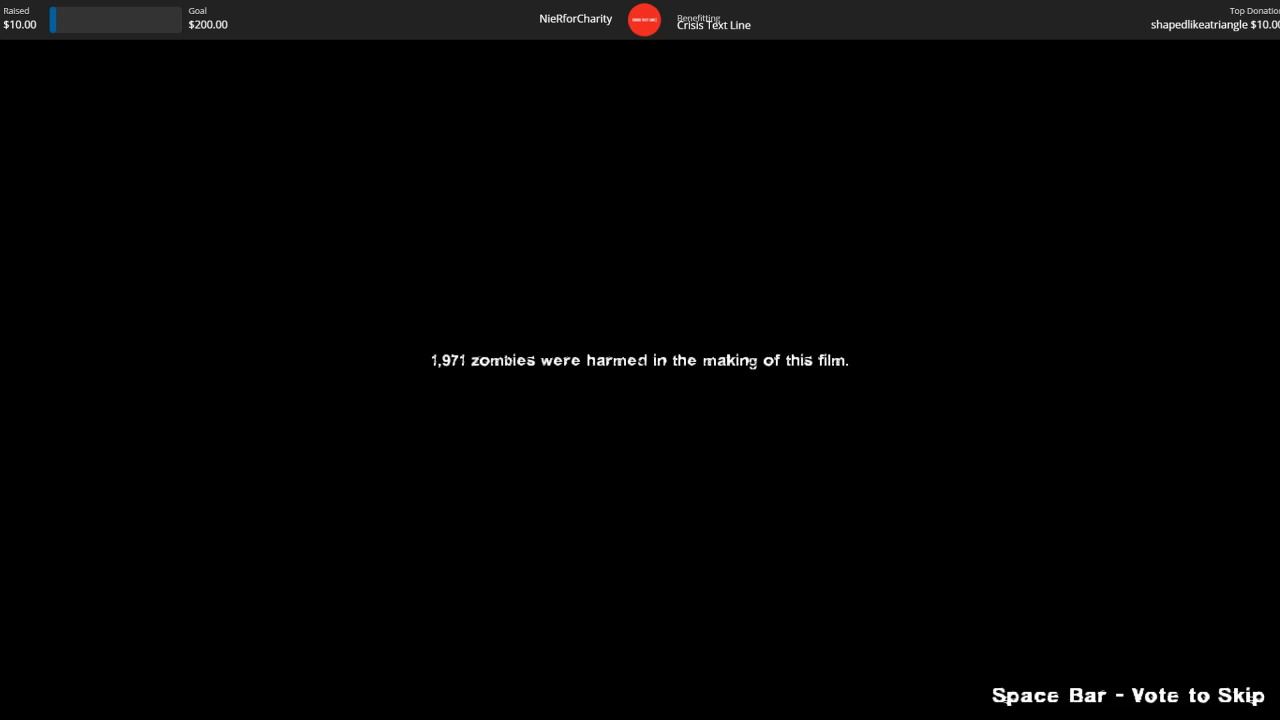 Raised
$10.00
Goal
$200.00
NieRforCharity
Benefitting
Crisis Text Line
Top Donation
shapedlikeatriangle $10.00
1,971 zombies were harmed in the making of this film.
Space Bar - Vote to Skip